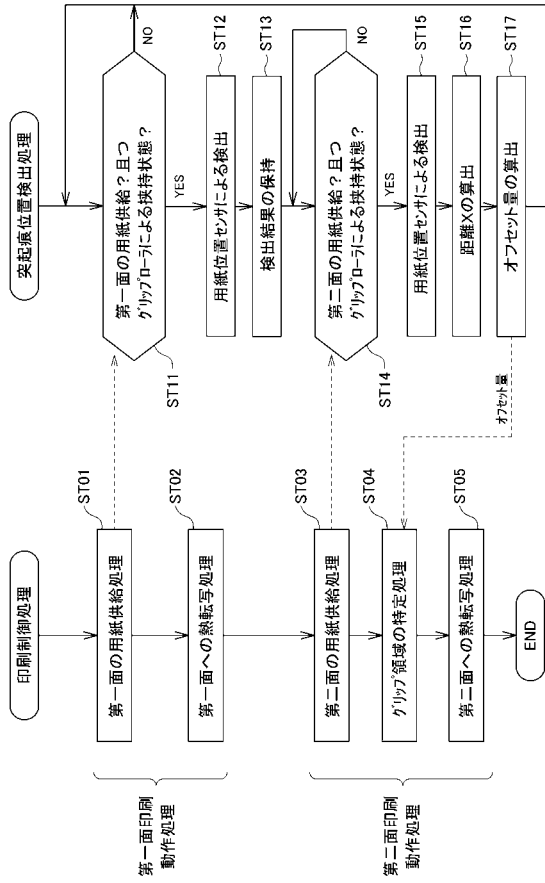 印刷制御処理
第一面印刷
動作処理
ST01
第一面の用紙供給処理
ST02
第一面への熱転写処理
第二面印刷
動作処理
ST03
第二面の用紙供給処理
ST04
グリップ領域の特定処理
ST05
第二面への熱転写処理
END
突起痕位置検出処理
第一面の用紙供給?且つ
グリップローラによる挟持状態?
ST11
NO
YES
ST12
用紙位置センサによる検出
ST13
検出結果の保持
第二面の用紙供給?且つ
グリップローラによる挟持状態?
ST14
NO
YES
ST15
用紙位置センサによる検出
ST16
距離Xの算出
ST17
オフセット量の算出
オフセット量